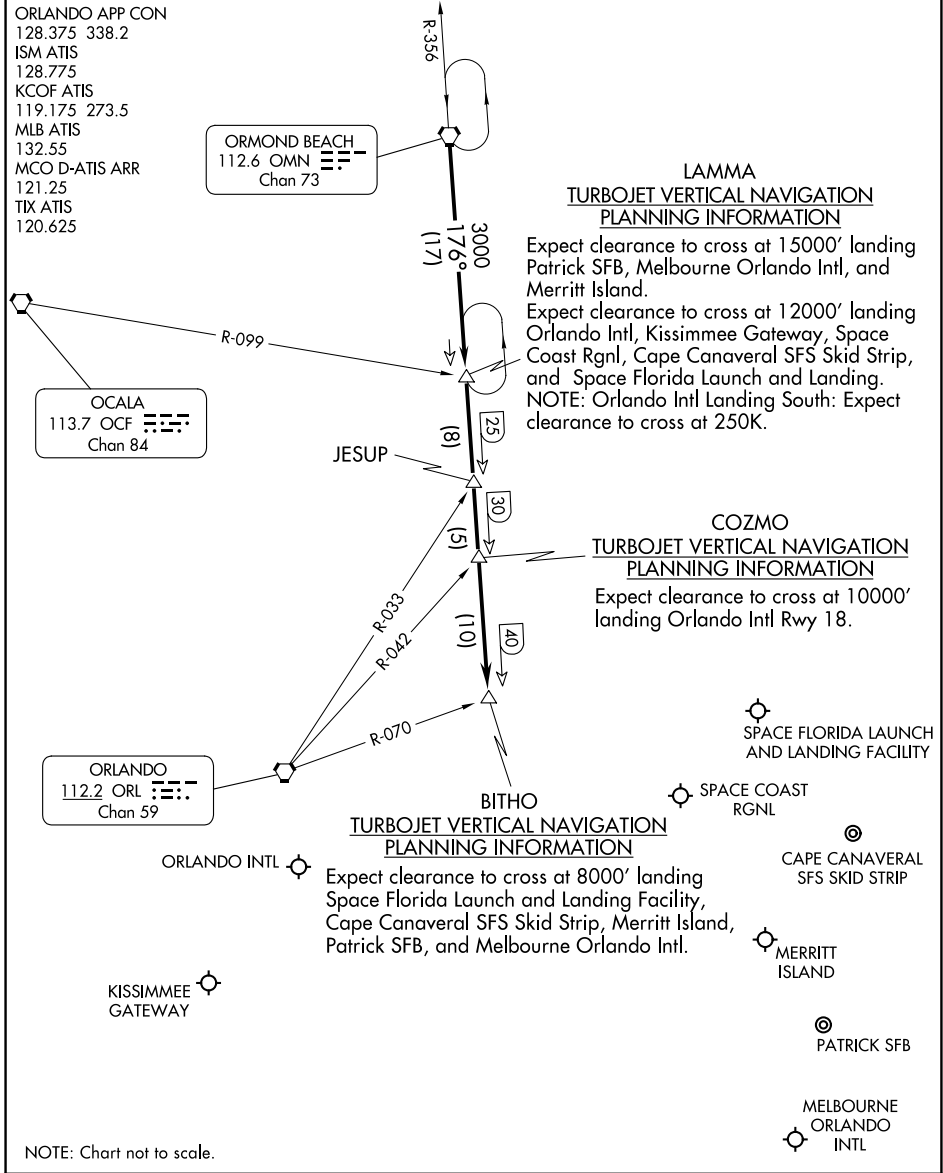 ORLANDO APP CON
128.375 338.2
ISM ATIS
128.775
KCOF ATIS
119.175 273.5
MLB ATIS
132.55
MCO D-ATIS ARR
121.25
TIX ATIS
120.625
R-356
ORMOND BEACH
112.6 OMN
Chan 73
3000
176°
(17)
LAMMA
TURBOJET VERTICAL NAVIGATION
PLANNING INFORMATION
Expect clearance to cross at 15000' landing
Patrick SFB, Melbourne Orlando Intl, and
Merritt Island.
Expect clearance to cross at 12000' landing
Orlando Intl, Kissimmee Gateway, Space
Coast Rgnl, Cape Canaveral SFS Skid Strip,
and Space Florida Launch and Landing.
NOTE: Orlando Intl Landing South: Expect
clearance to cross at 250K.
R-099
OCALA
113.7 OCF
Chan 84
25
(8)
JESUP
30
(5)
COZMO
TURBOJET VERTICAL NAVIGATION
PLANNING INFORMATION
Expect clearance to cross at 10000'
landing Orlando Intl Rwy 18.
R-033
R-042
(10)
40
R-070
ORLANDO
112.2 ORL
Chan 59
BITHO
TURBOJET VERTICAL NAVIGATION
PLANNING INFORMATION
Expect clearance to cross at 8000' landing
Space Florida Launch and Landing Facility,
Cape Canaveral SFS Skid Strip, Merritt Island,
Patrick SFB, and Melbourne Orlando Intl.
SPACE FLORIDA LAUNCH
AND LANDING FACILITY
SPACE COAST
RGNL
CAPE CANAVERAL
SFS SKID STRIP
ORLANDO INTL
MERRITT
ISLAND
KISSIMMEE
GATEWAY
PATRICK SFB
MELBOURNE
ORLANDO
INTL
NOTE: Chart not to scale.